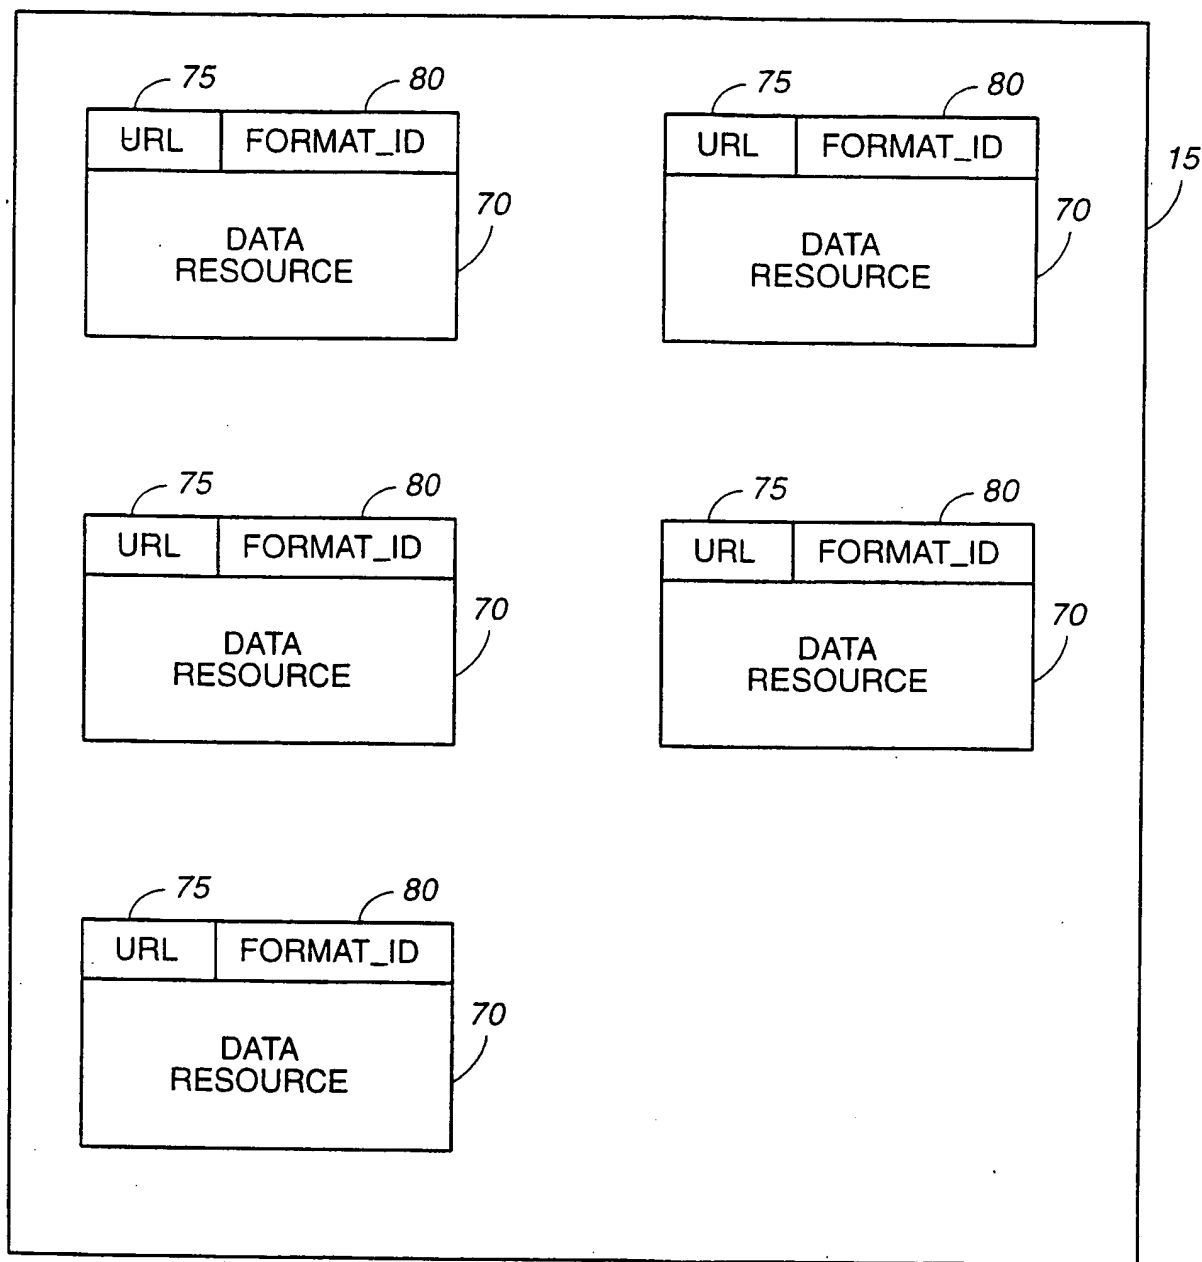 75 80 75 80
URL FORMAT_ID URL FORMAT_ID
15
70 70
DATA DATA
RESOURCE RESOURCE
75 80 75 80
URL FORMAT_ID URL FORMAT_ID
70 70
DATA DATA
RESOURCE RESOURCE
75 80
URL FORMAT_ID
70
DATA
RESOURCE